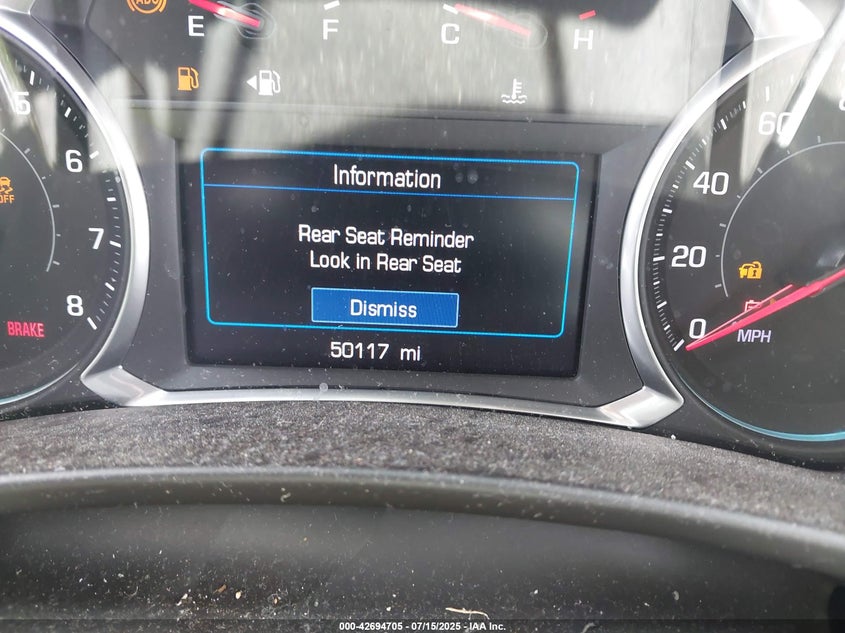 ABS
E F C H
5
6
7
8
OFF
BRAKE
Information
Rear Seat Reminder
Look in Rear Seat
Dismiss
50117 mi
60
40
20
0
MPH
000-42694705 - 07/15/2025 - IAA Inc.